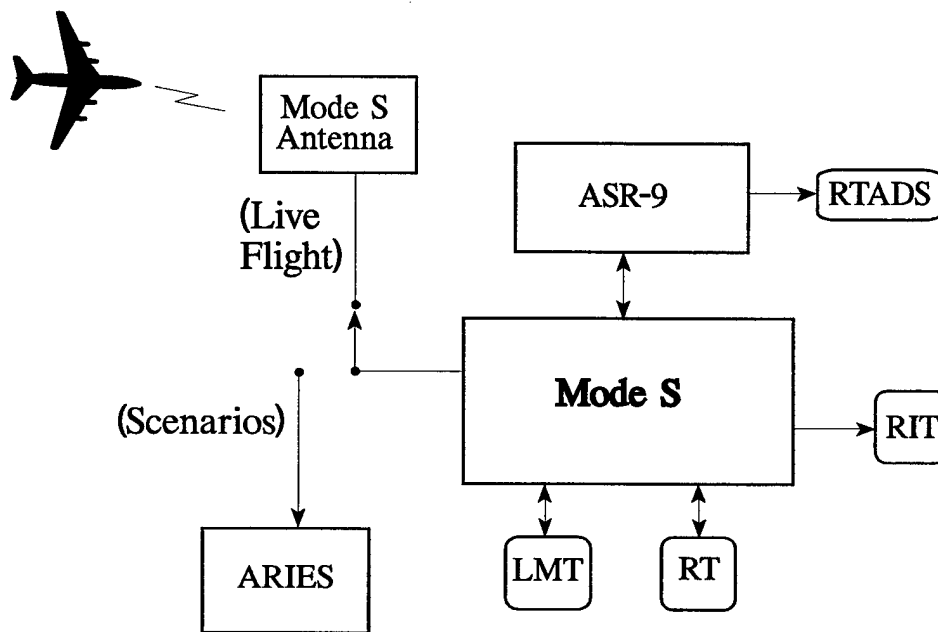 Mode S
Antenna
ASR-9
RTADS
(Live
Flight)
Mode S
(Scenarios)
RIT
ARIES
LMT
RT